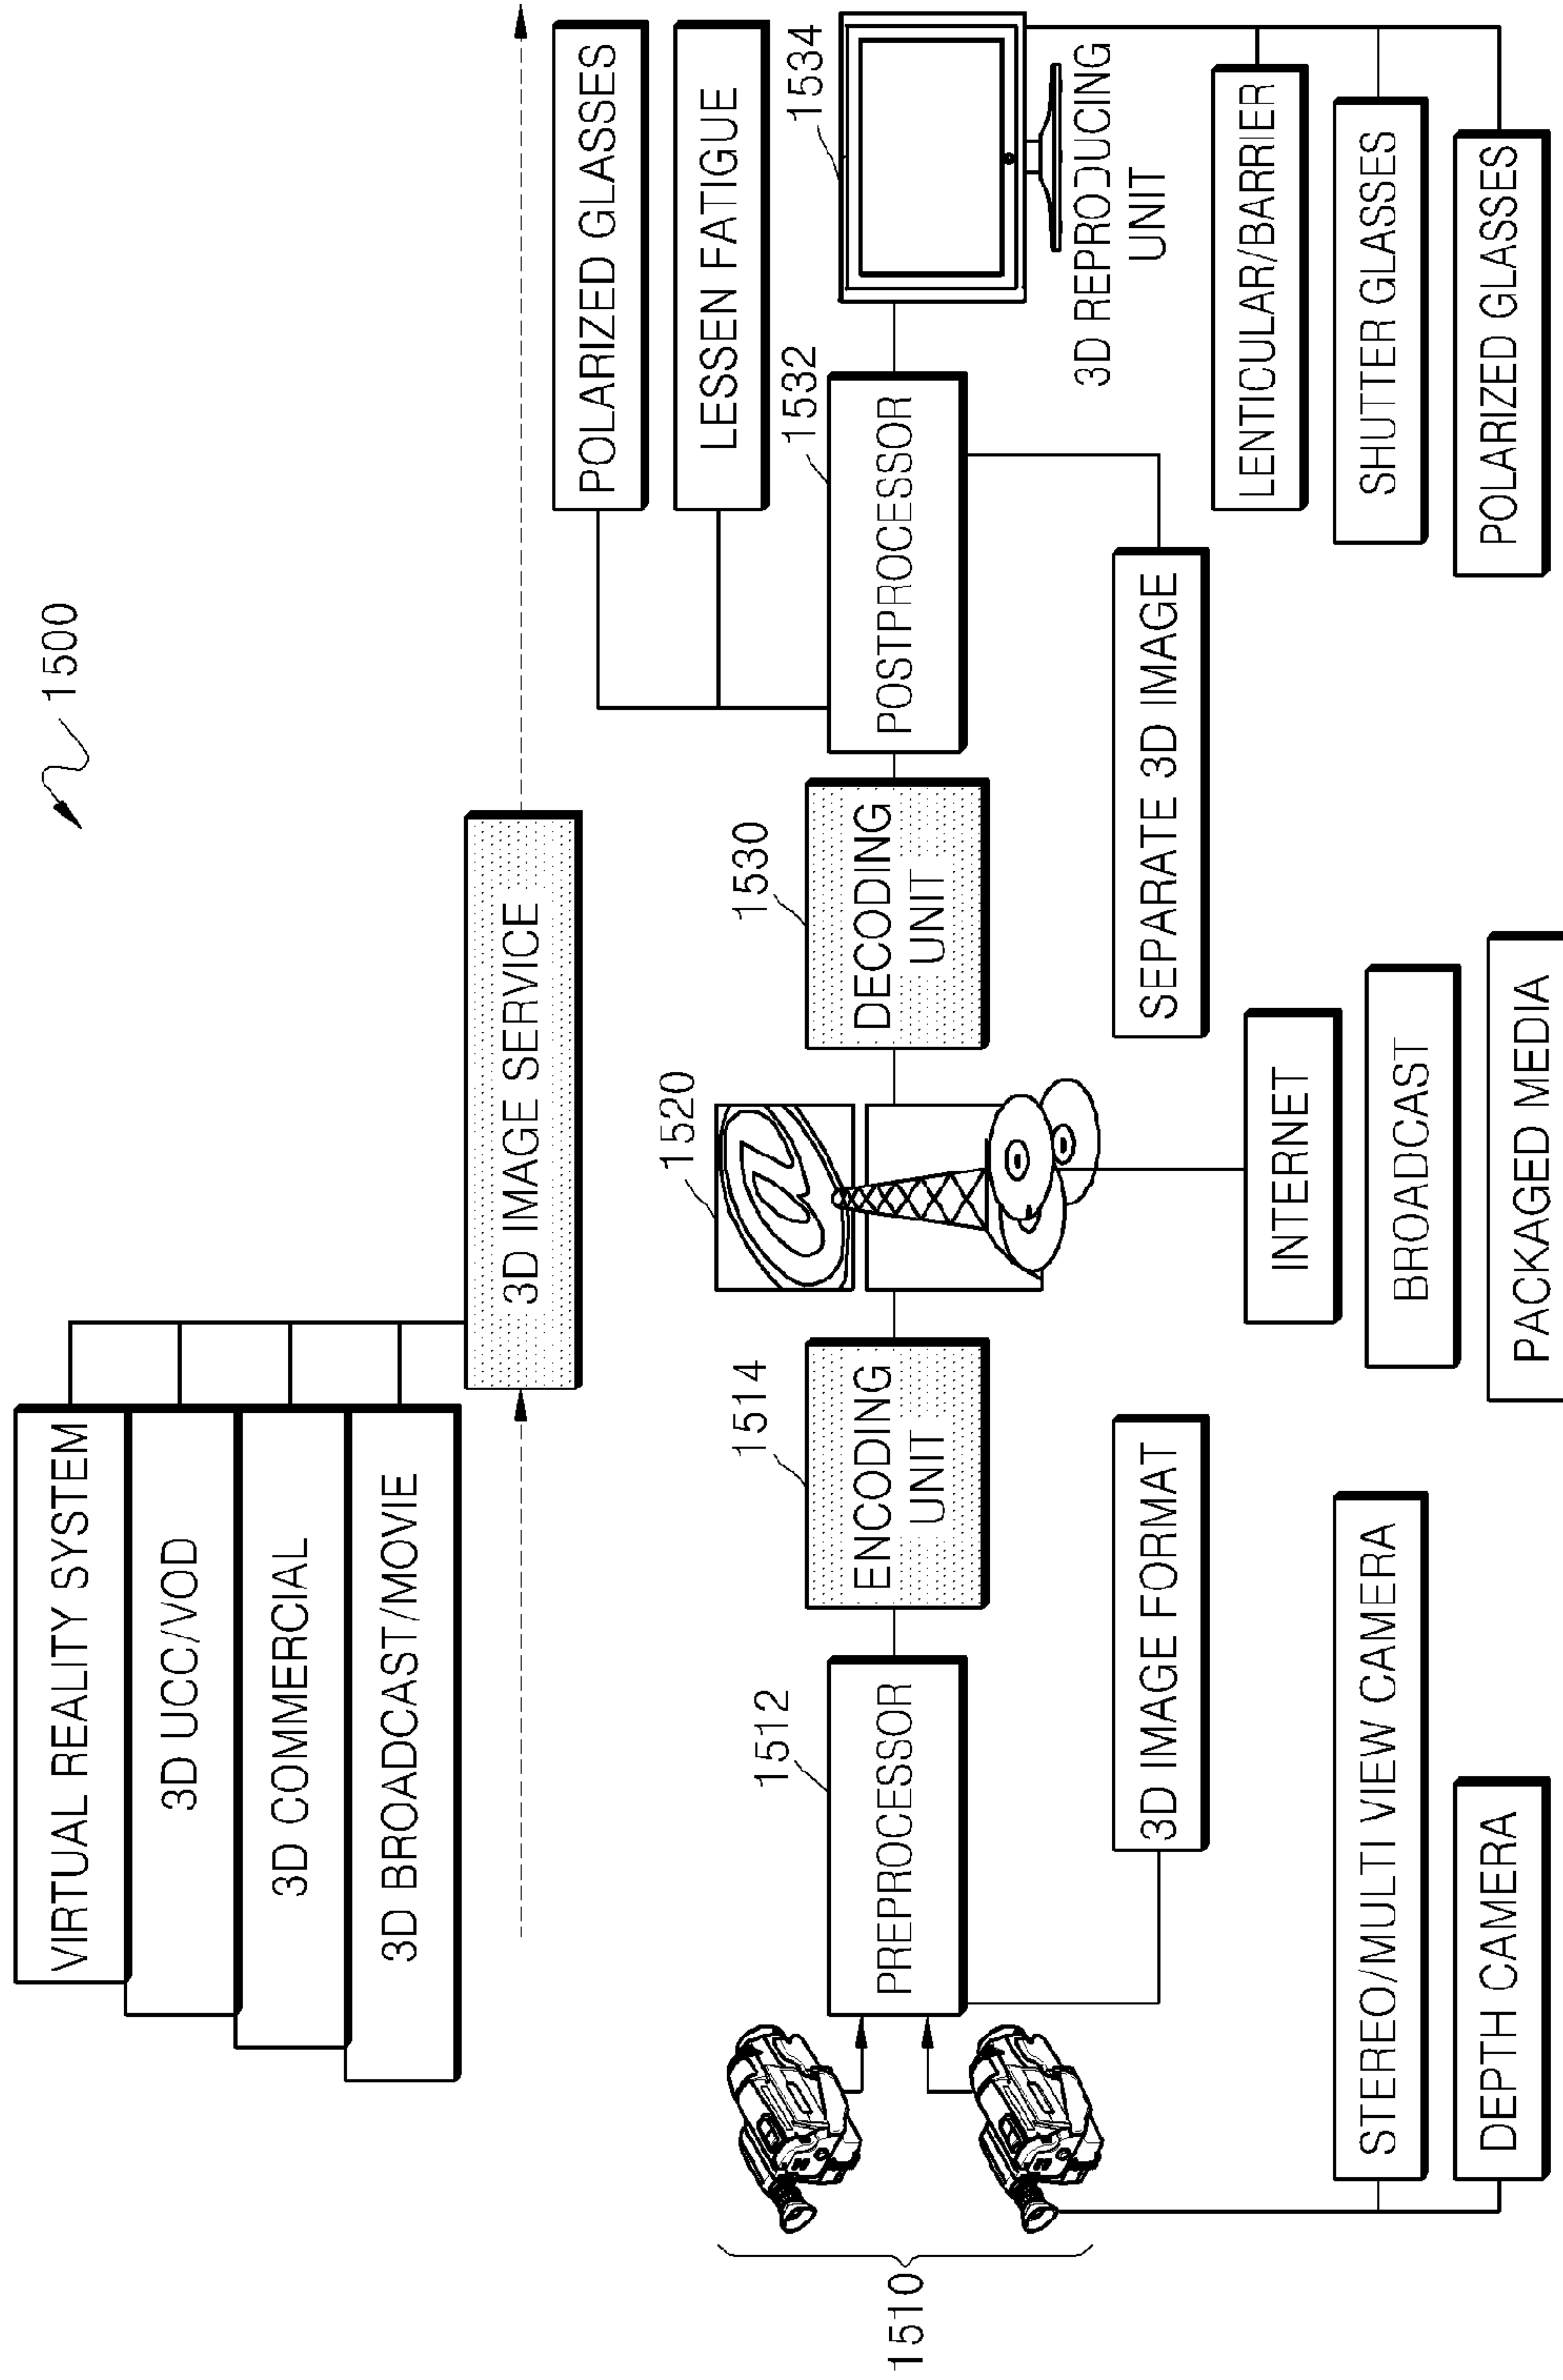 1500
VIRTUAL REALITY SYSTEM
3D UCC/VOD
3D COMMERCIAL
3D BROADCAST/MOVIE
3D IMAGE SERVICE
POLARIZED GLASSES
LESSEN FATIGUE
1510
1512
PREPROCESSOR
1514
ENCODING
UNIT
1520
1530
DECODING
UNIT
1532
POSTPROCESSOR
1534
3D REPRODUCING
UNIT
3D IMAGE FORMAT
SEPARATE 3D IMAGE
STEREO/MULTI VIEW CAMERA
DEPTH CAMERA
INTERNET
BROADCAST
PACKAGED MEDIA
LENTICULAR/BARRIER
SHUTTER GLASSES
POLARIZED GLASSES